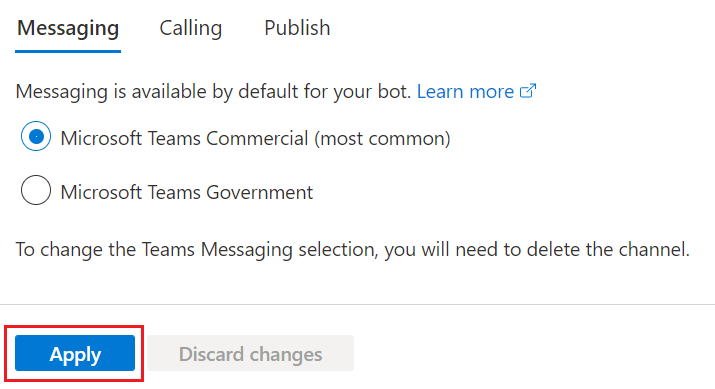 Messaging Calling Publish
Messaging is available by default for your bot. Learn more
Microsoft Teams Commercial (most common)
Microsoft Teams Government
To change the Teams Messaging selection, you will need to delete the channel.
Apply Discard changes